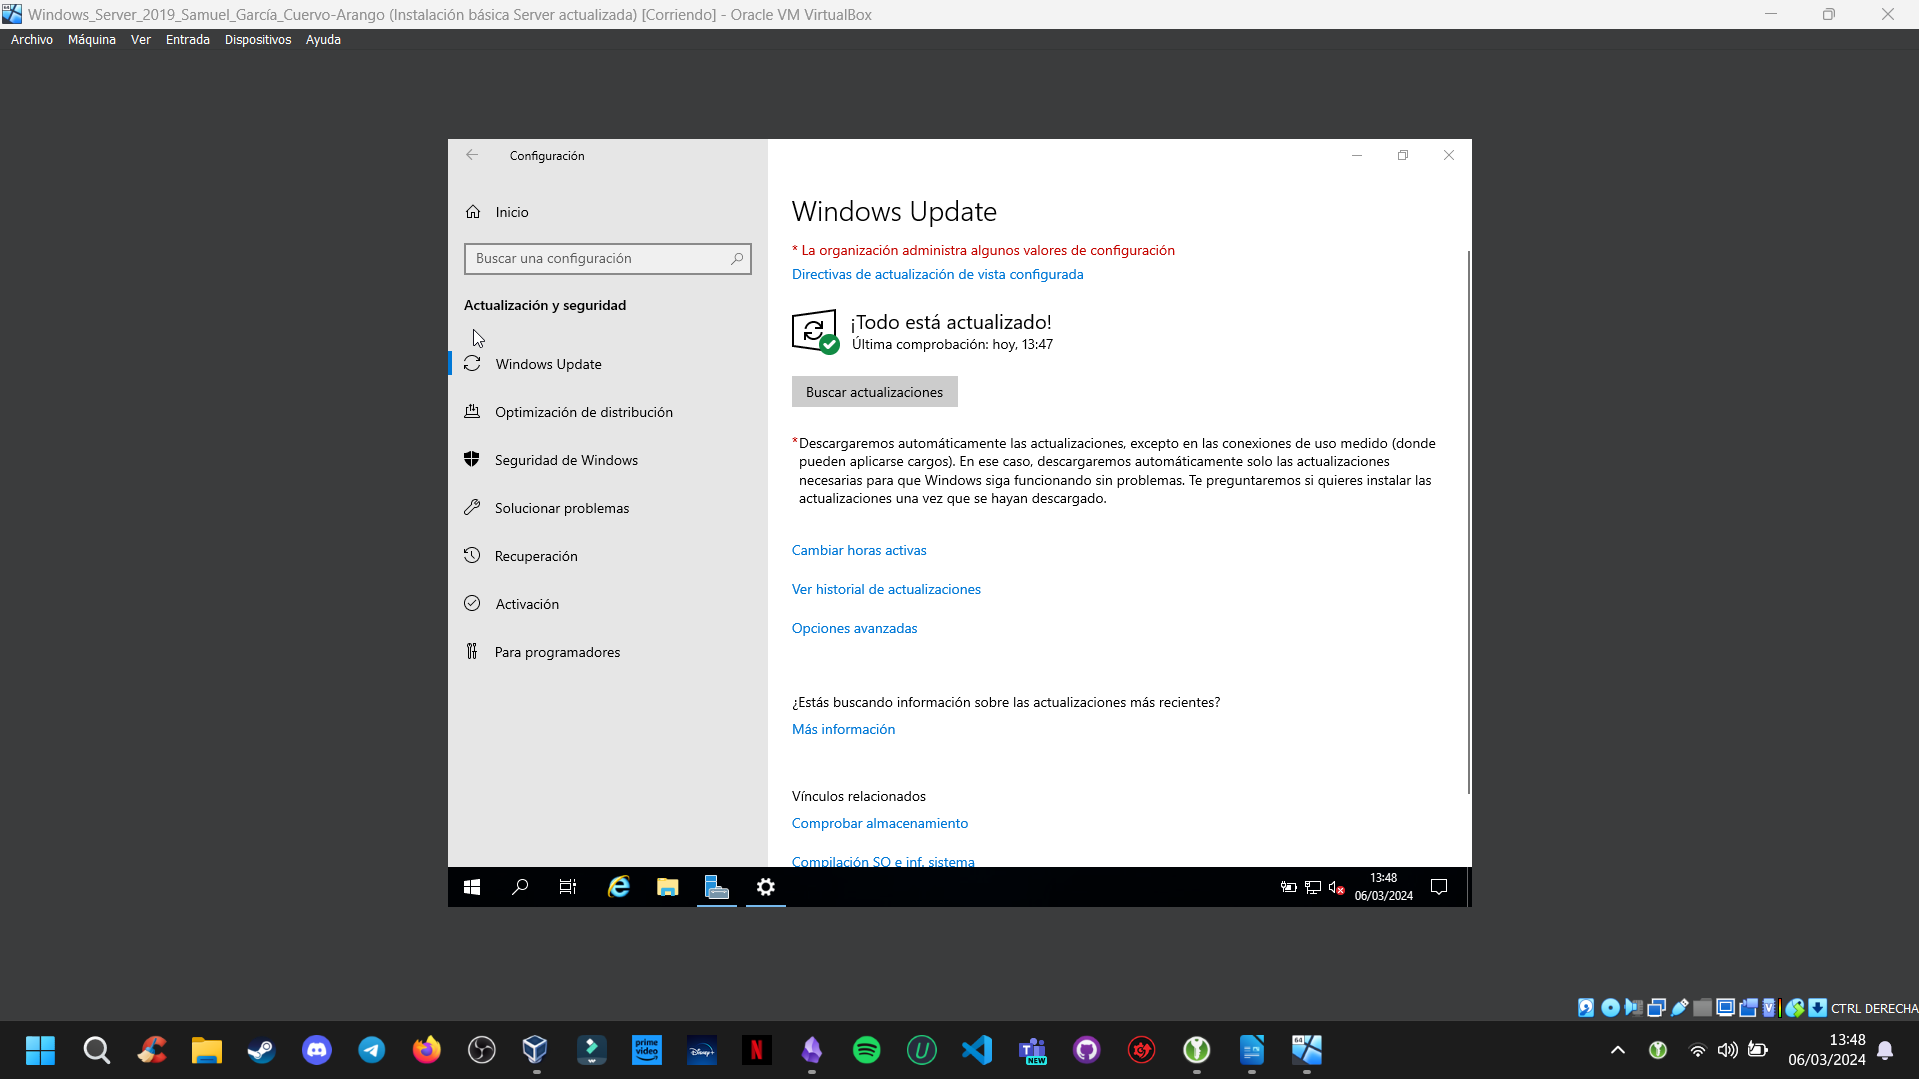 Windows_Server_2019_Samuel_García_Cuervo-Arango (Instalación básica Server actualizada) [Corriendo] - Oracle VM VirtualBox
Archivo Máquina Ver Entrada Dispositivos Ayuda
Configuración
Inicio
Buscar una configuración
Actualización y seguridad
Windows Update
Optimización de distribución
Seguridad de Windows
Solucionar problemas
Recuperación
Activación
Para programadores
Windows Update
* La organización administra algunos valores de configuración
Directivas de actualización de vista configurada
¡Todo está actualizado!
Última comprobación: hoy, 13:47
Buscar actualizaciones
*Descargaremos automáticamente las actualizaciones, excepto en las conexiones de uso medido (donde
pueden aplicarse cargos). En ese caso, descargaremos automáticamente solo las actualizaciones
necesarias para que Windows siga funcionando sin problemas. Te preguntaremos si quieres instalar las
actualizaciones una vez que se hayan descargado.
Cambiar horas activas
Ver historial de actualizaciones
Opciones avanzadas
¿Estás buscando información sobre las actualizaciones más recientes?
Más información
Vínculos relacionados
Comprobar almacenamiento
Compilación SO e inf. sistema
13:48
06/03/2024
CTRL DERECHA
prime
video
Disney+
N
U
NEW
64
13:48
06/03/2024